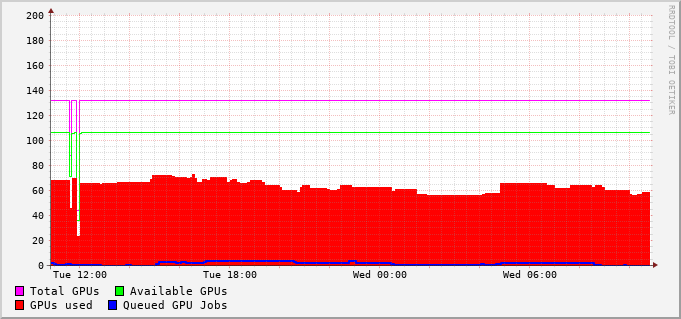 200
180
160
140
120
100
80
60
40
20
0
Tue 12:00 Tue 18:00 Wed 00:00 Wed 06:00
Total GPUs Available GPUs
GPUs used Queued GPU Jobs
RRDTOOL / TOBI OETIKER